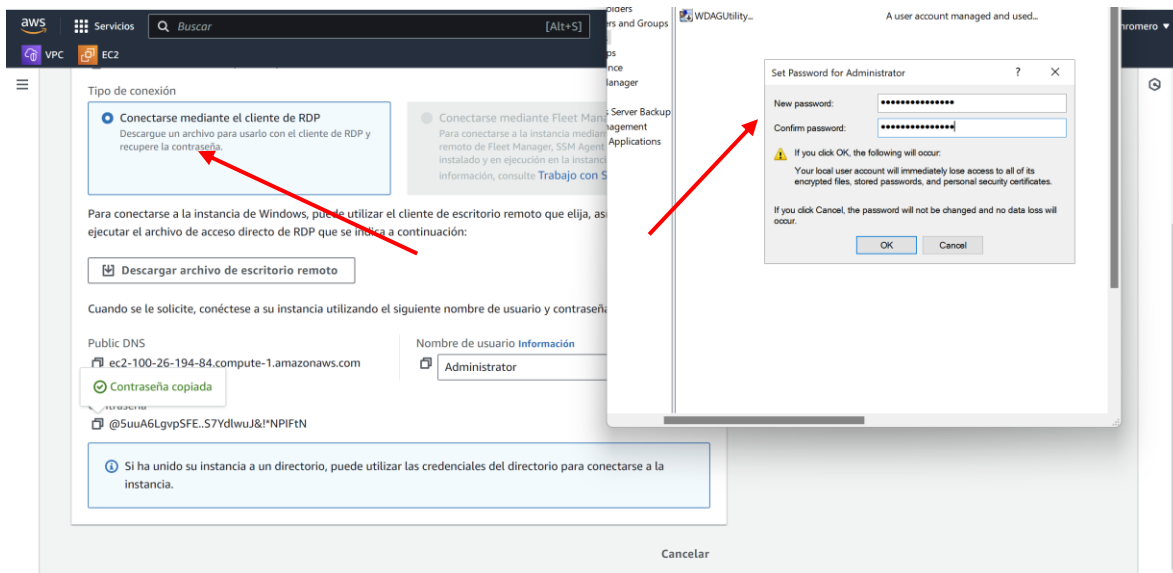 aws
Servicios
Buscar
[Alt+S]
VPC
EC2
Tipo de conexión
Conectarse mediante el cliente de RDP
Descargue un archivo para usarlo con el cliente de RDP y
recupere la contraseña.
Conectarse mediante Fleet
Para conectarse a la instancia
remoto de Fleet Manager, SSM Agent
instalado y en ejecución en la
información, consulte Trabajo con S
Para conectarse a la instancia de Windows, puede utilizar el cliente de escritorio remoto que elija,
ejecutar el archivo de acceso directo de RDP que se indica a continuación:
Descargar archivo de escritorio remoto
Cuando se le solicite, conéctese a su instancia utilizando el siguiente nombre de usuario y contraseña
Public DNS
ec2-100-26-194-84.compute-1.amazonaws.com
Nombre de usuario Información
Administrator
Contraseña copiada
@5uuA6LgvpSFE..S7YdlwuJ&!*NPIFtN
Si ha unido su instancia a un directorio, puede utilizar las credenciales del directorio para conectarse a la
instancia.
Cancelar
ers and Groups
ps
nce
Manager
Server Backup
nagement
Applications
WDAGUtility...
A user account managed and used...
Set Password for Administrator
?
New password:
Confirm password:
If you click OK, the following will occur:
Your local user account will immediately lose access to all of its
encrypted files, stored passwords, and personal security certificates.
If you click Cancel, the password will not be changed and no data loss will
occur.
OK
Cancel
romero